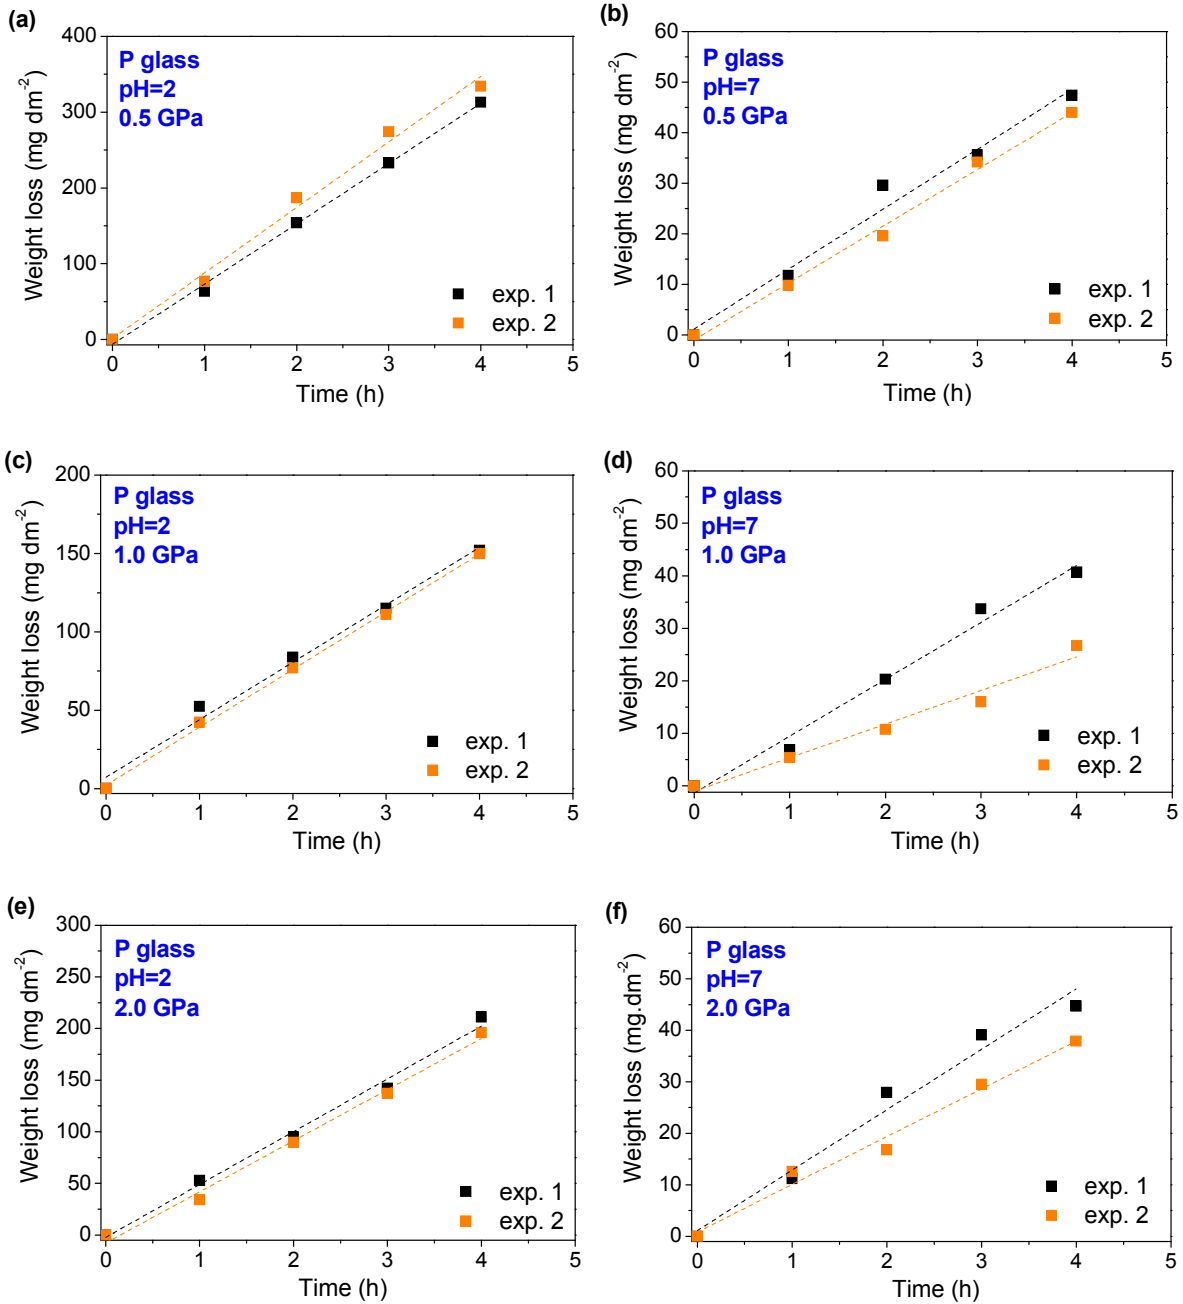 (a)
400
300
200
100
0
Weight loss (mg dm⁻²)
P glass
pH=2
0.5 GPa
exp. 1
exp. 2
0 1 2 3 4 5
Time (h)
(b)
60
50
40
30
20
10
0
Weight loss (mg dm⁻²)
P glass
pH=7
0.5 GPa
exp. 1
exp. 2
0 1 2 3 4 5
Time (h)
(c)
200
150
100
50
0
Weight loss (mg dm⁻²)
P glass
pH=2
1.0 GPa
exp. 1
exp. 2
0 1 2 3 4 5
Time (h)
(d)
60
50
40
30
20
10
0
Weight loss (mg dm⁻²)
P glass
pH=7
1.0 GPa
exp. 1
exp. 2
0 1 2 3 4 5
Time (h)
(e)
300
250
200
150
100
50
0
Weight loss (mg dm⁻²)
P glass
pH=2
2.0 GPa
exp. 1
exp. 2
0 1 2 3 4 5
Time (h)
(f)
60
50
40
30
20
10
0
Weight loss (mg.dm⁻²)
P glass
pH=7
2.0 GPa
exp. 1
exp. 2
0 1 2 3 4 5
Time (h)